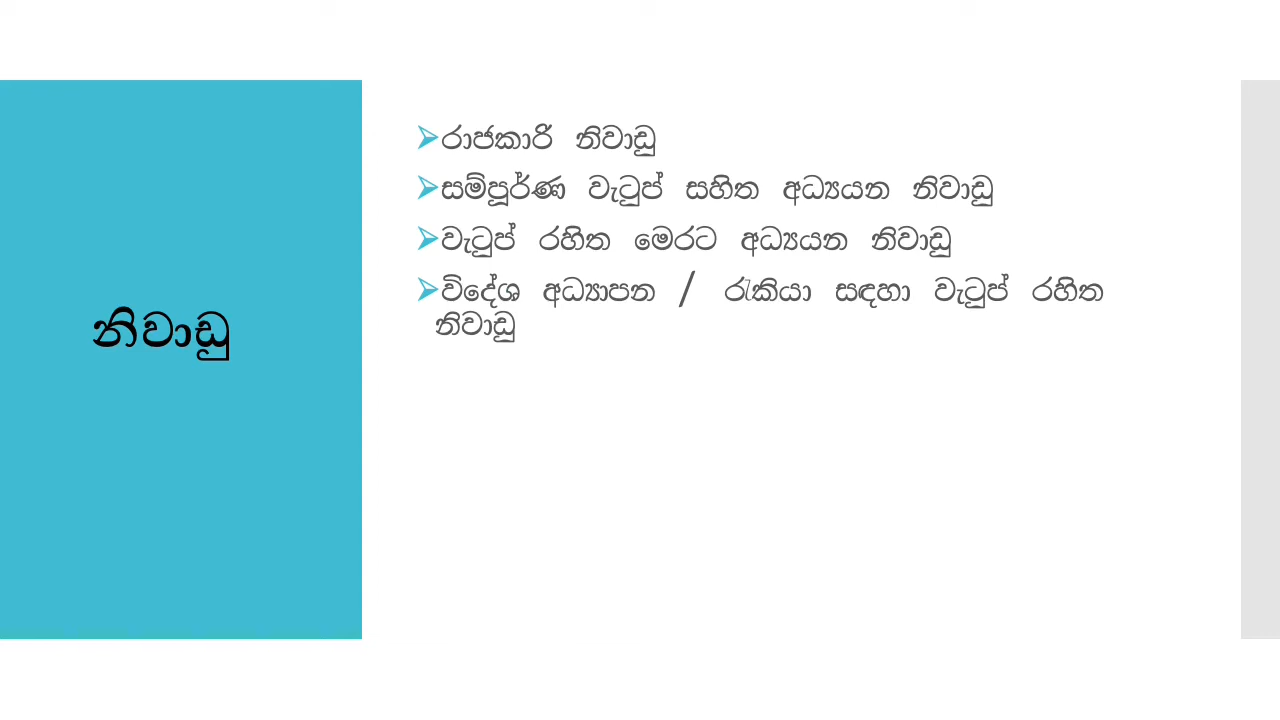 නිවාඩු
රාජකාරි නිවාඩු
සම්පූර්ණ වැටුප් සහිත අධ්‍යයන නිවාඩු
වැටුප් රහිත මෙරට අධ්‍යයන නිවාඩු
විදේශ අධ්‍යාපන / රැකියා සඳහා වැටුප් රහිත
නිවාඩු